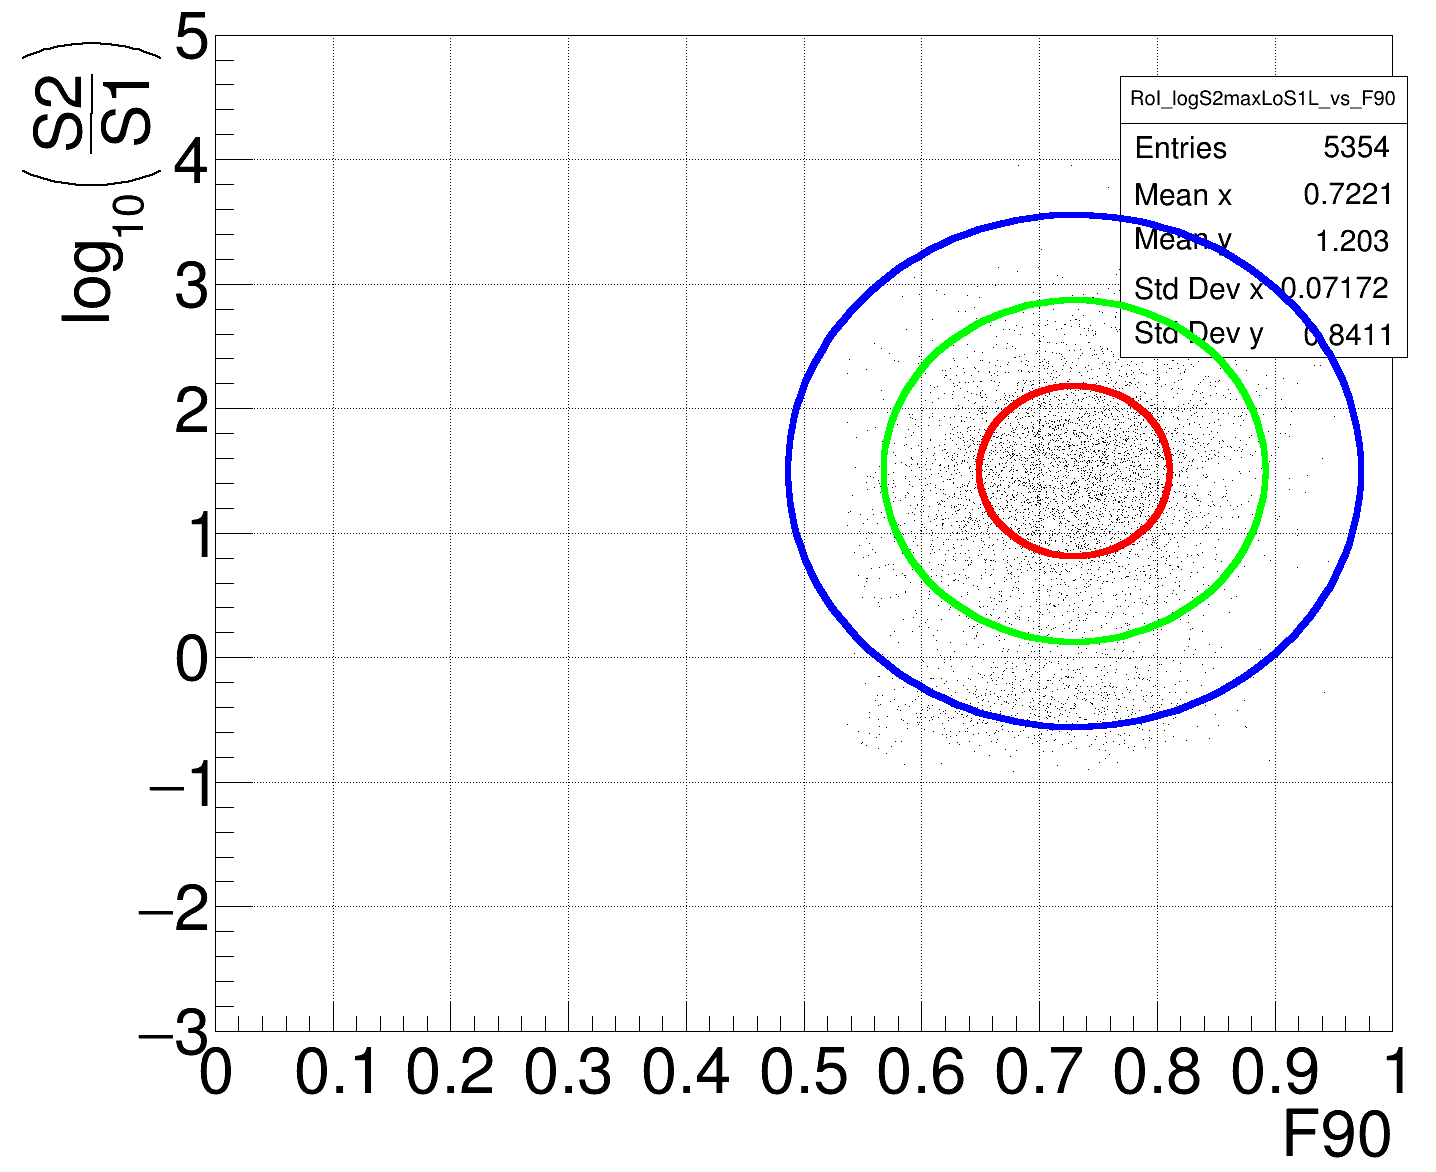 log10 (S2/S1)
5
4
3
2
1
0
−1
−2
−3
RoI_logS2maxLoS1L_vs_F90
Entries 5354
Mean x 0.7221
Mean y 1.203
Std Dev x 0.07172
Std Dev y 0.8411
0 0.1 0.2 0.3 0.4 0.5 0.6 0.7 0.8 0.9 1
F90